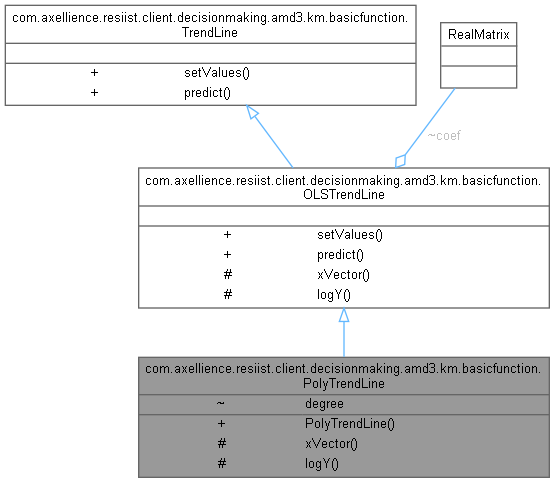 com.axellience.resiist.client.decisionmaking.amd3.km.basicfunction.
TrendLine
+ setValues()
+ predict()
RealMatrix
~coef
com.axellience.resiist.client.decisionmaking.amd3.km.basicfunction.
OLSTrendLine
+ setValues()
+ predict()
# xVector()
# logY()
com.axellience.resiist.client.decisionmaking.amd3.km.basicfunction.
PolyTrendLine
~ degree
+ PolyTrendLine()
# xVector()
# logY()